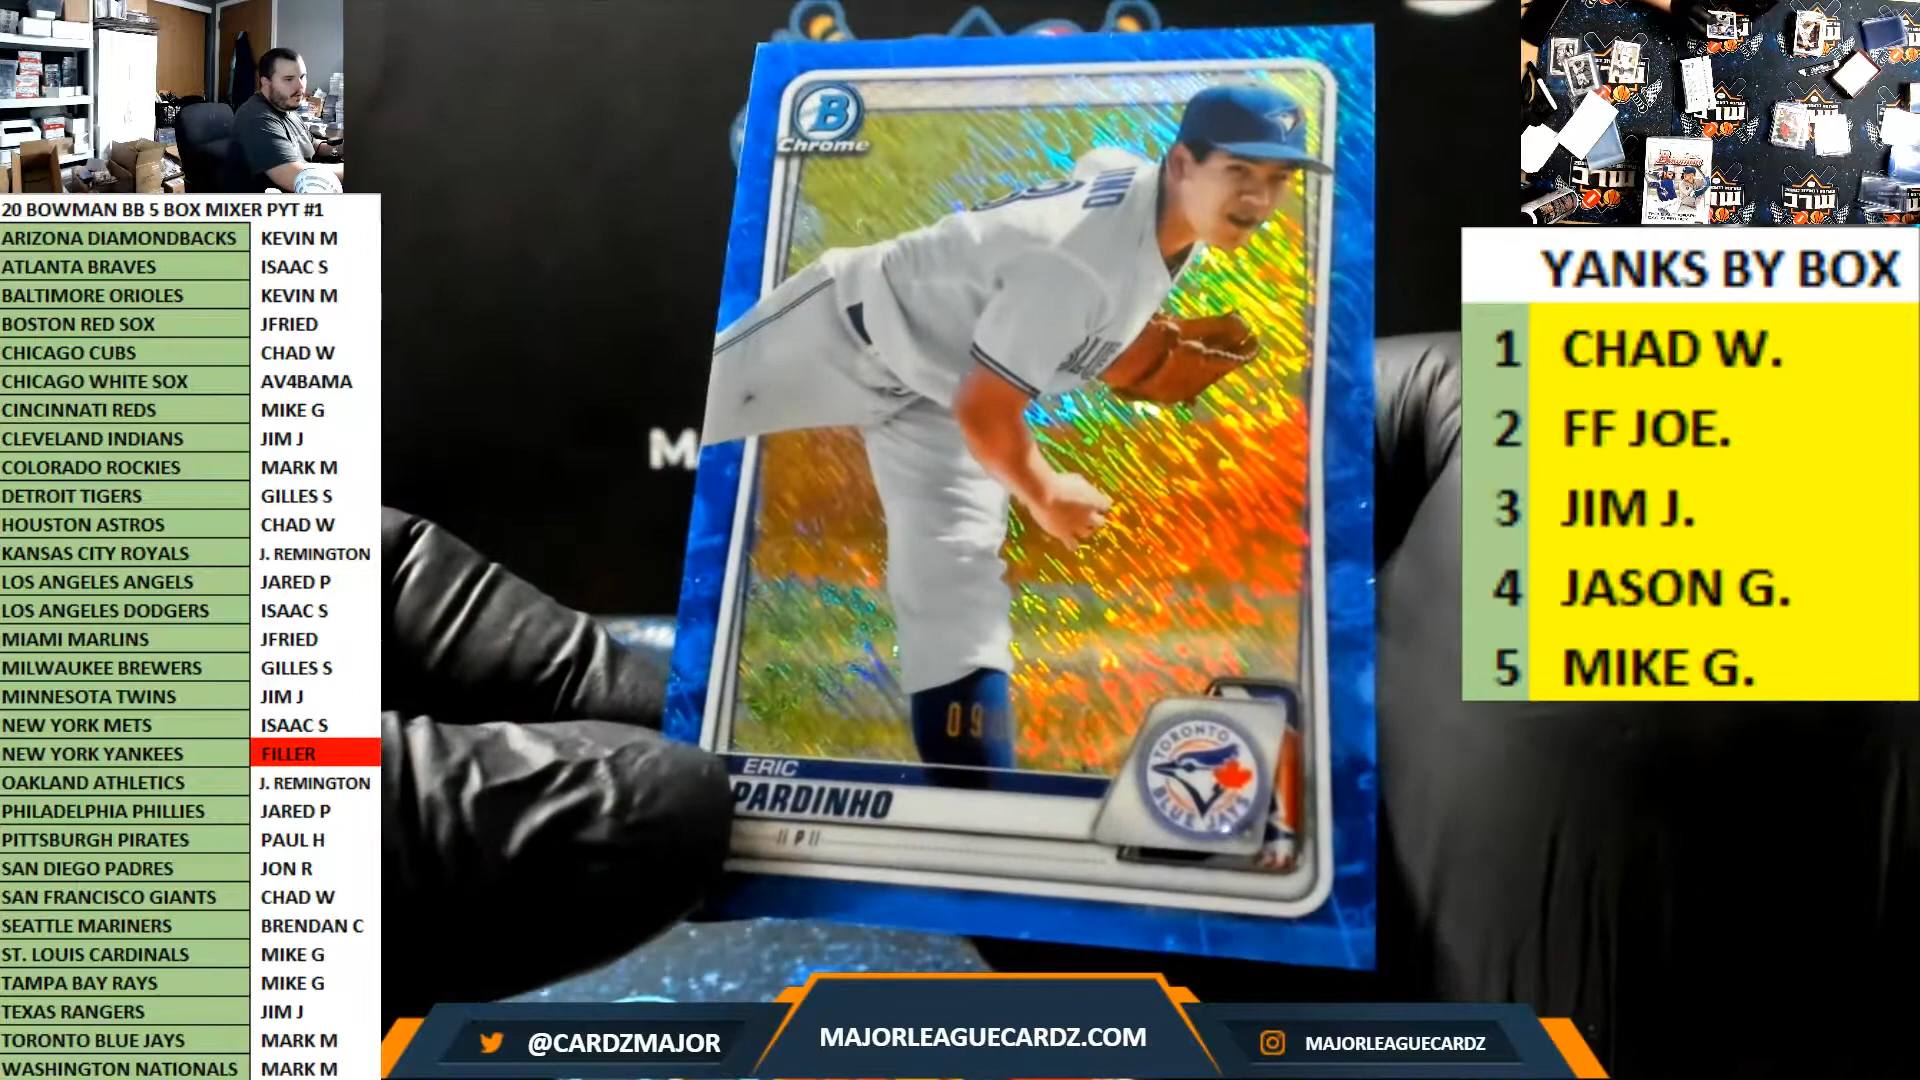 20 BOWMAN BB 5 BOX MIXER PYT #1
ARIZONA DIAMONDBACKS KEVIN M
ATLANTA BRAVES ISAAC S
BALTIMORE ORIOLES KEVIN M
BOSTON RED SOX JFRIED
CHICAGO CUBS CHAD W
CHICAGO WHITE SOX AV4BAMA
CINCINNATI REDS MIKE G
CLEVELAND INDIANS JIM J
COLORADO ROCKIES MARK M
DETROIT TIGERS GILLES S
HOUSTON ASTROS CHAD W
KANSAS CITY ROYALS J. REMINGTON
LOS ANGELES ANGELS JARED P
LOS ANGELES DODGERS ISAAC S
MIAMI MARLINS JFRIED
MILWAUKEE BREWERS GILLES S
MINNESOTA TWINS JIM J
NEW YORK METS ISAAC S
NEW YORK YANKEES FILLER
OAKLAND ATHLETICS J. REMINGTON
PHILADELPHIA PHILLIES JARED P
PITTSBURGH PIRATES PAUL H
SAN DIEGO PADRES JON R
SAN FRANCISCO GIANTS CHAD W
SEATTLE MARINERS BRENDAN C
ST. LOUIS CARDINALS MIKE G
TAMPA BAY RAYS MIKE G
TEXAS RANGERS JIM J
TORONTO BLUE JAYS MARK M
WASHINGTON NATIONALS MARK M
B
Chrome
M
09
ERIC
PARDINHO
P
TORONTO
BLUE JAYS
YANKS BY BOX
1 CHAD W.
2 FF JOE.
3 JIM J.
4 JASON G.
5 MIKE G.
Bowman
@CARDZMAJOR
MAJORLEAGUECARDZ.COM
MAJORLEAGUECARDZ